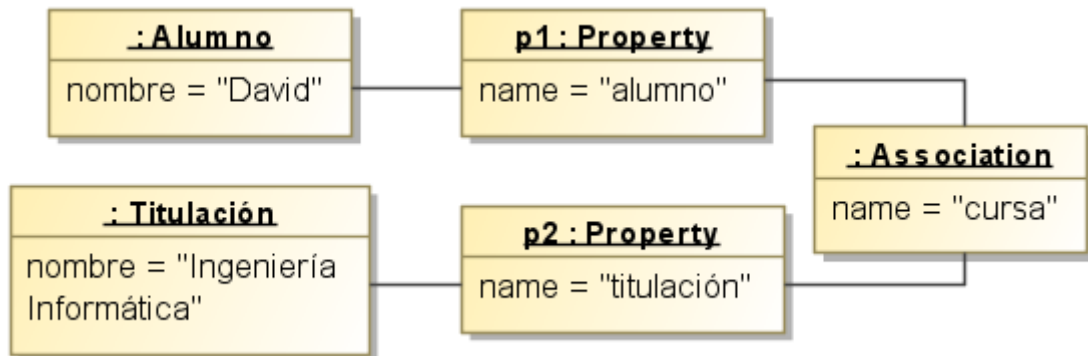 : Alumno
nombre = "David"
p1 : Property
name = "alumno"
: Association
name = "cursa"
: Titulación
nombre = "Ingeniería
Informática"
p2 : Property
name = "titulación"